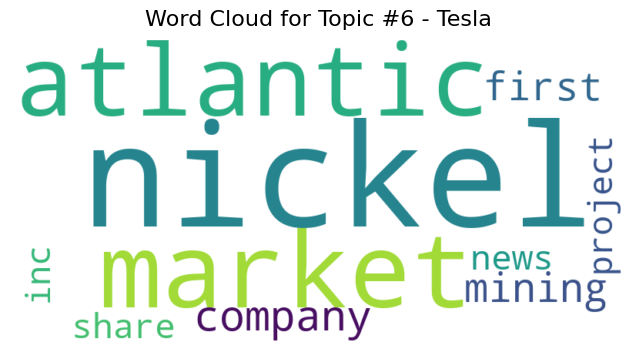 Word Cloud for Topic #6 - Tesla
atlantic
first
nickel
project
market
news
inc
mining
company
share